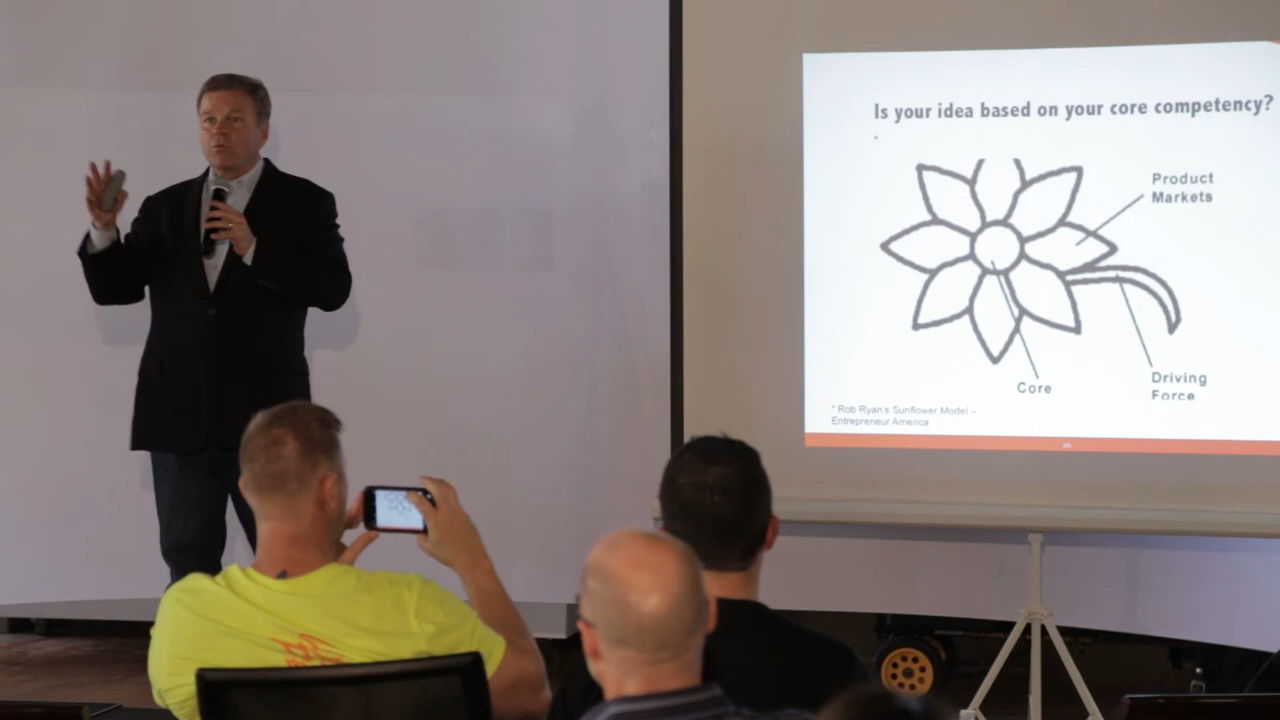 Is your idea based on your core competency?
Product
Markets
Driving
Force
Core
* Rob Ryan's Sunflower Model –
Entrepreneur America